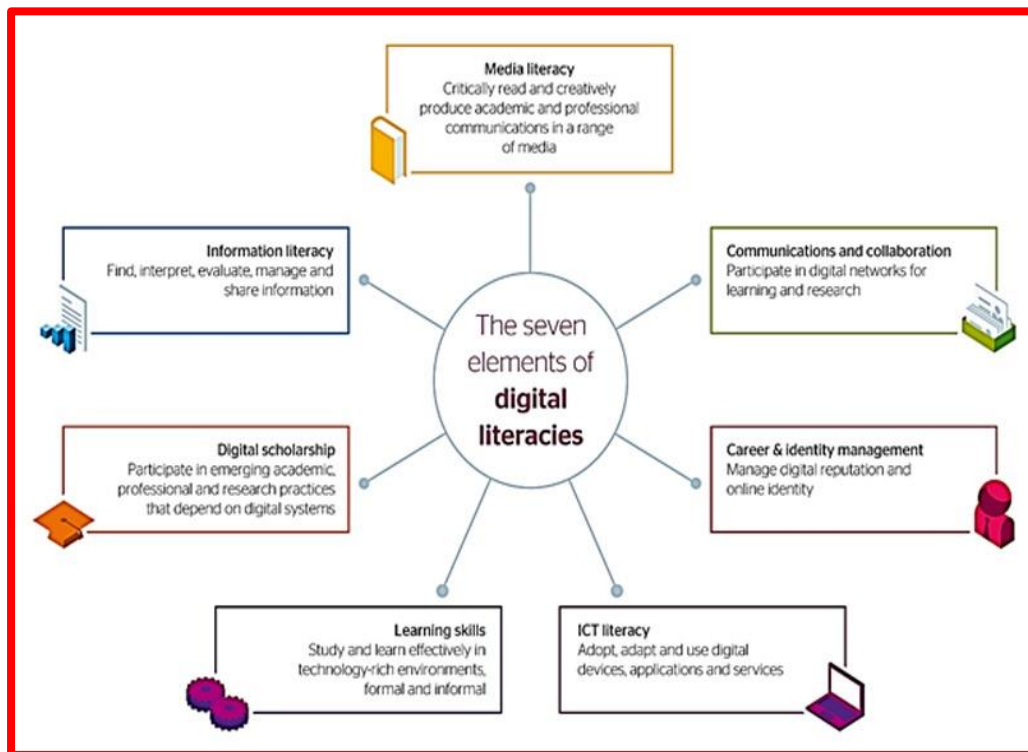 Media literacy
Critically read and creatively
produce academic and professional
communications in a range
of media
Information literacy
Find, interpret, evaluate, manage and
share information
Communications and collaboration
Participate in digital networks for
learning and research
The seven
elements of
digital
literacies
Digital scholarship
Participate in emerging academic,
professional and research practices
that depend on digital systems
Career & identity management
Manage digital reputation and
online identity
Learning skills
Study and learn effectively in
technology-rich environments,
formal and informal
ICT literacy
Adopt, adapt and use digital
devices, applications and services